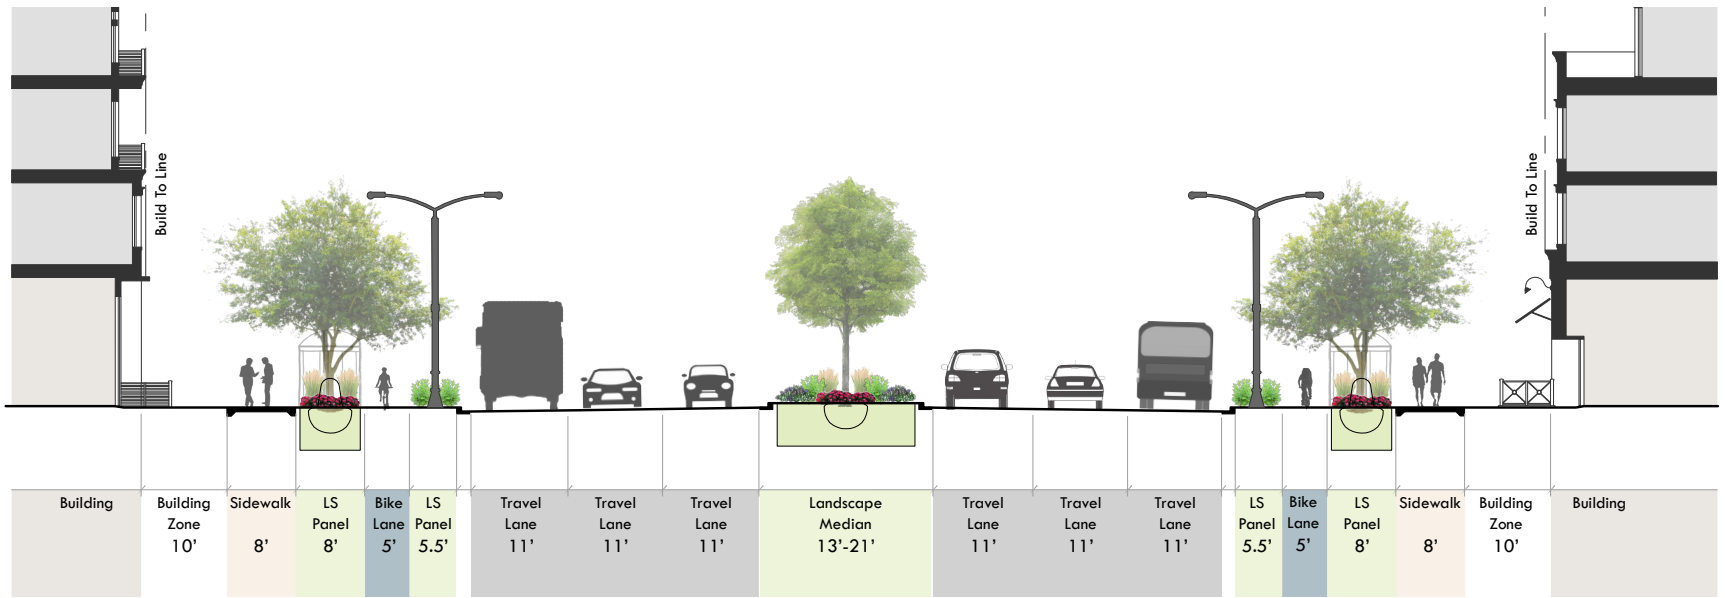 Build To Line
Build To Line
Building
Building
Zone
10'
Sidewalk
8'
LS
Panel
8'
Bike
Lane
5'
LS
Panel
5.5'
Travel
Lane
11'
Travel
Lane
11'
Travel
Lane
11'
Landscape
Median
13'-21'
Travel
Lane
11'
Travel
Lane
11'
Travel
Lane
11'
LS
Panel
5.5'
Bike
Lane
5'
LS
Panel
8'
Sidewalk
8'
Building
Zone
10'
Building